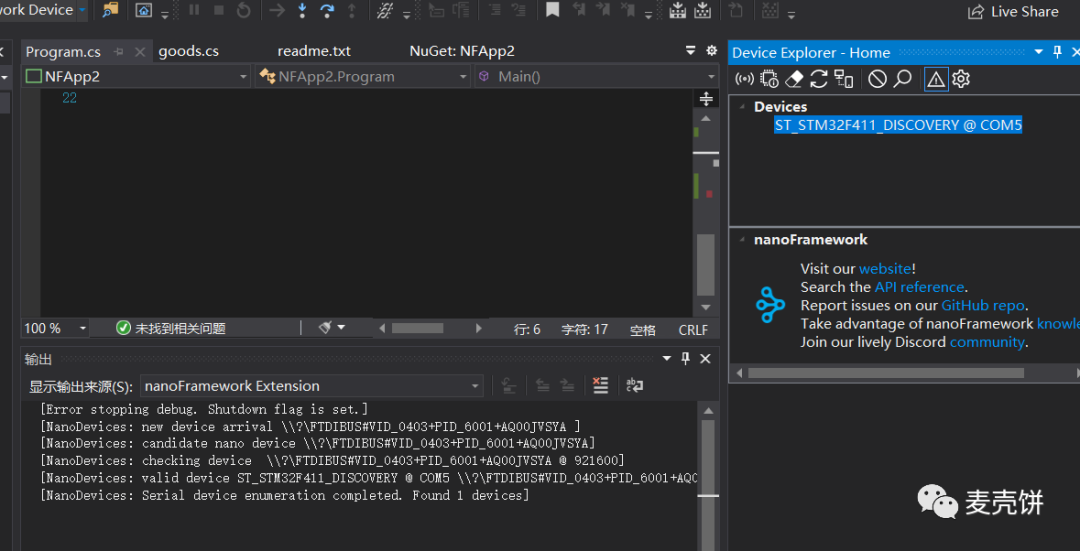 work Device
Live Share
Program.cs
goods.cs
readme.txt
NuGet: NFApp2
NFApp2
NFApp2.Program
Main()
22
100 %
未找到相关问题
行: 6
字符: 17
空格
CRLF
输出
显示输出来源(S):
nanoFramework Extension
[Error stopping debug. Shutdown flag is set.]
[NanoDevices: new device arrival \\?\FTDIBUS#VID_0403+PID_6001+AQ00JVSYA ]
[NanoDevices: candidate nano device \\?\FTDIBUS#VID_0403+PID_6001+AQ00JVSYA]
[NanoDevices: checking device  \\?\FTDIBUS#VID_0403+PID_6001+AQ00JVSYA @ 921600]
[NanoDevices: valid device ST_STM32F411_DISCOVERY @ COM5 \\?\FTDIBUS#VID_0403+PID_6001+AQ0
[NanoDevices: Serial device enumeration completed. Found 1 devices]
Device Explorer - Home
Devices
ST_STM32F411_DISCOVERY @ COM5
nanoFramework
Visit our website!
Search the API reference.
Report issues on our GitHub repo.
Take advantage of nanoFramework knowle
Join our lively Discord community.
麦壳饼